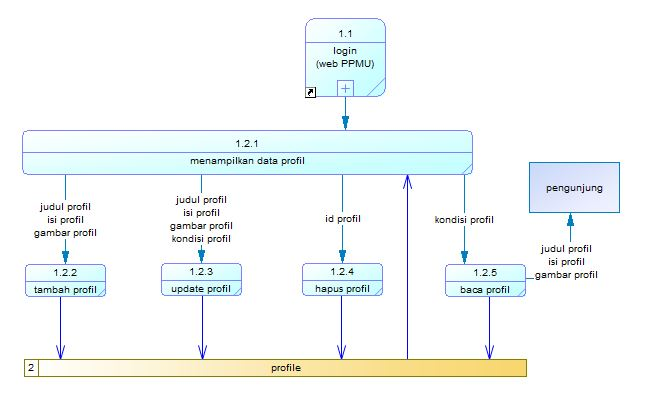 1.1
login
(web PPMU)
1.2.1
menampilkan data profil
judul profil
isi profil
gambar profil
judul profil
isi profil
gambar profil
kondisi profil
id profil
kondisi profil
pengunjung
judul profil
isi profil
gambar profil
1.2.2
tambah profil
1.2.3
update profil
1.2.4
hapus profil
1.2.5
baca profil
2
profile